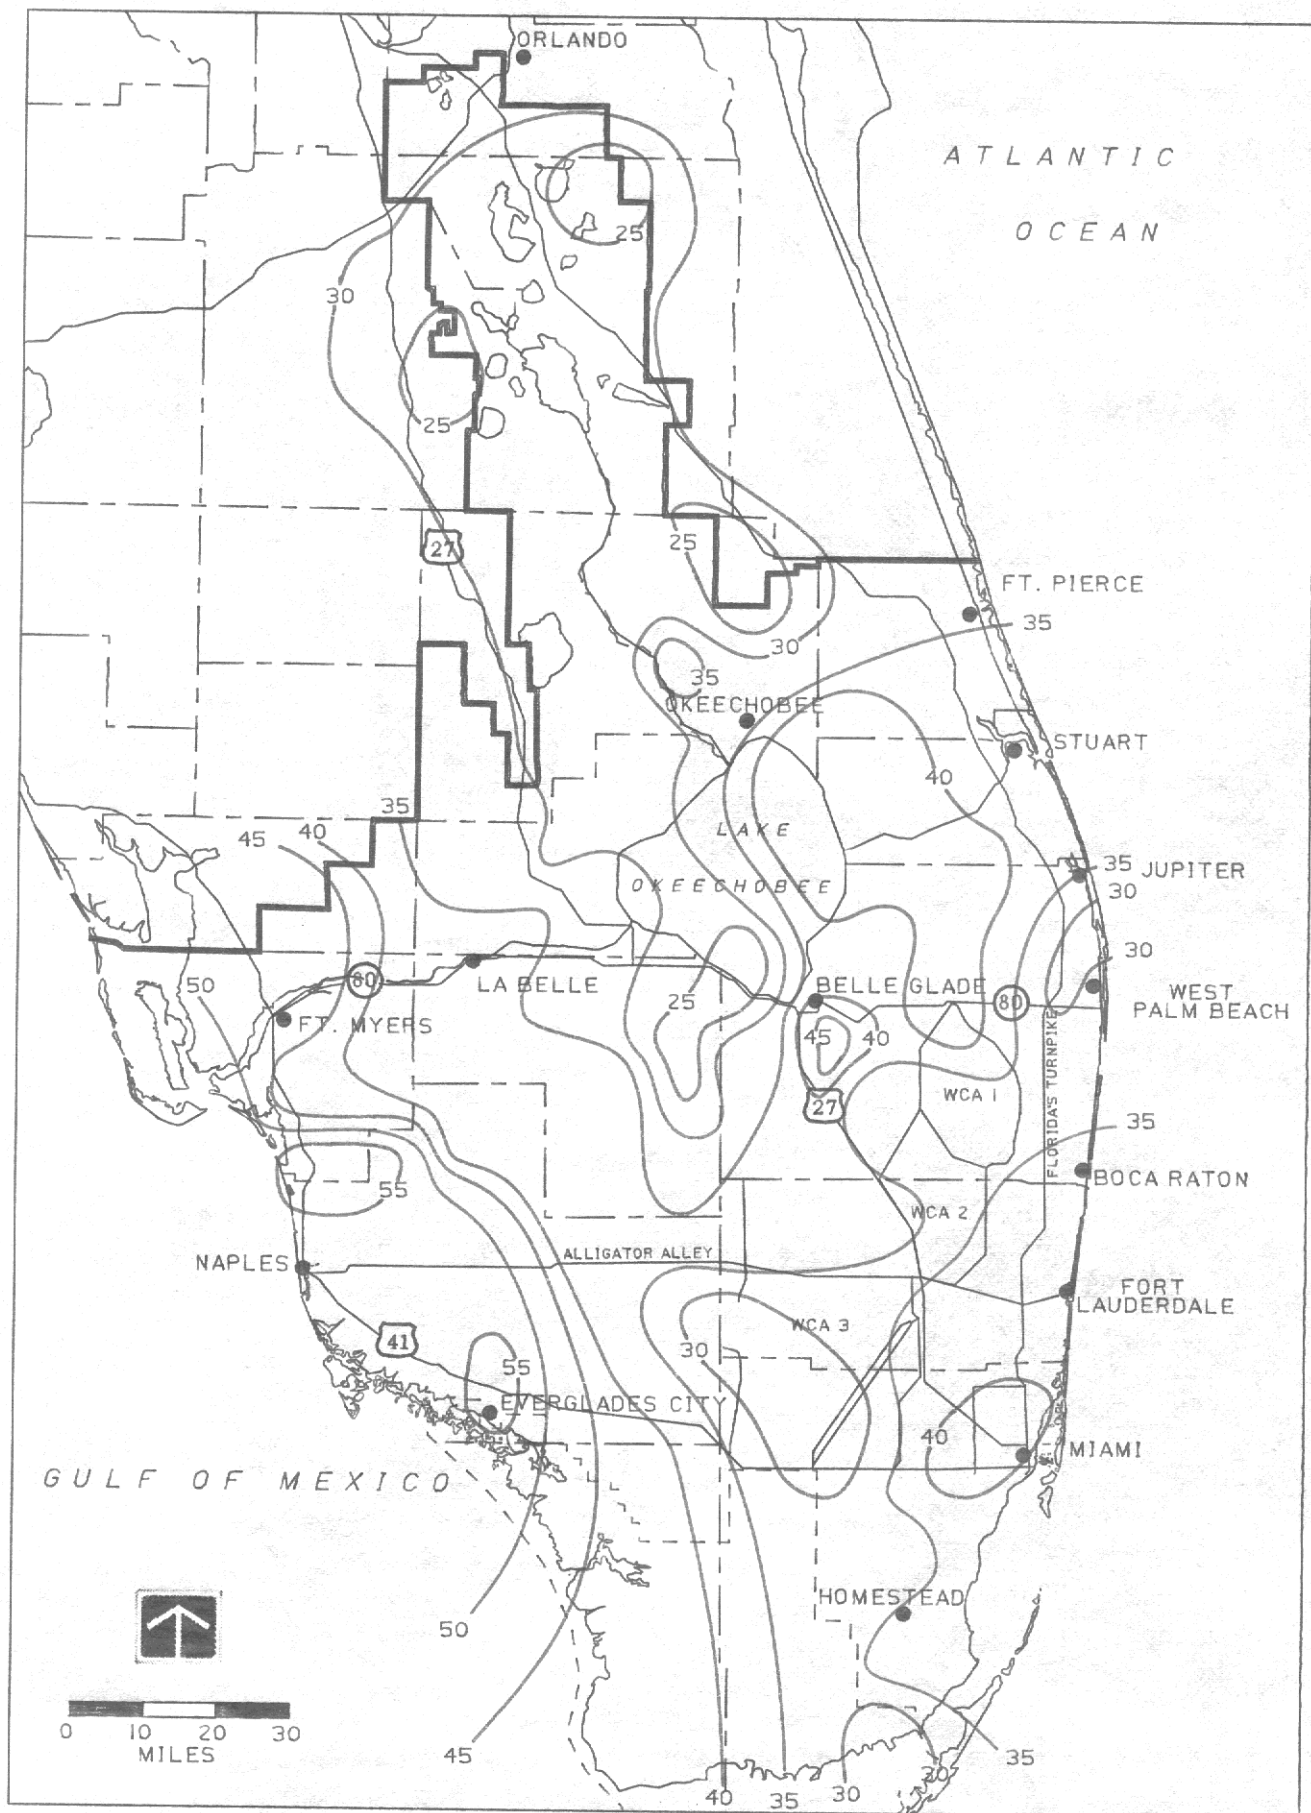 ORLANDO
ATLANTIC
OCEAN
25
30
25
27
25
FT. PIERCE
35
30
35
OKEECHOBEE
STUART
40
35
40
45
LAKE
OKEECHOBEE
35
JUPITER
30
30
50
80
LA BELLE
25
BELLE GLADE
80
WEST
PALM BEACH
FT. MYERS
45
40
FLORIDA'S TURNPIKE
27
WCA 1
35
BOCA RATON
55
WCA 2
NAPLES
ALLIGATOR ALLEY
FORT
LAUDERDALE
WCA 3
41
30
55
EVERGLADES CITY
40
MIAMI
GULF OF MEXICO
HOMESTEAD
50
0 10 20 30
MILES
45
35
40
35
30
30